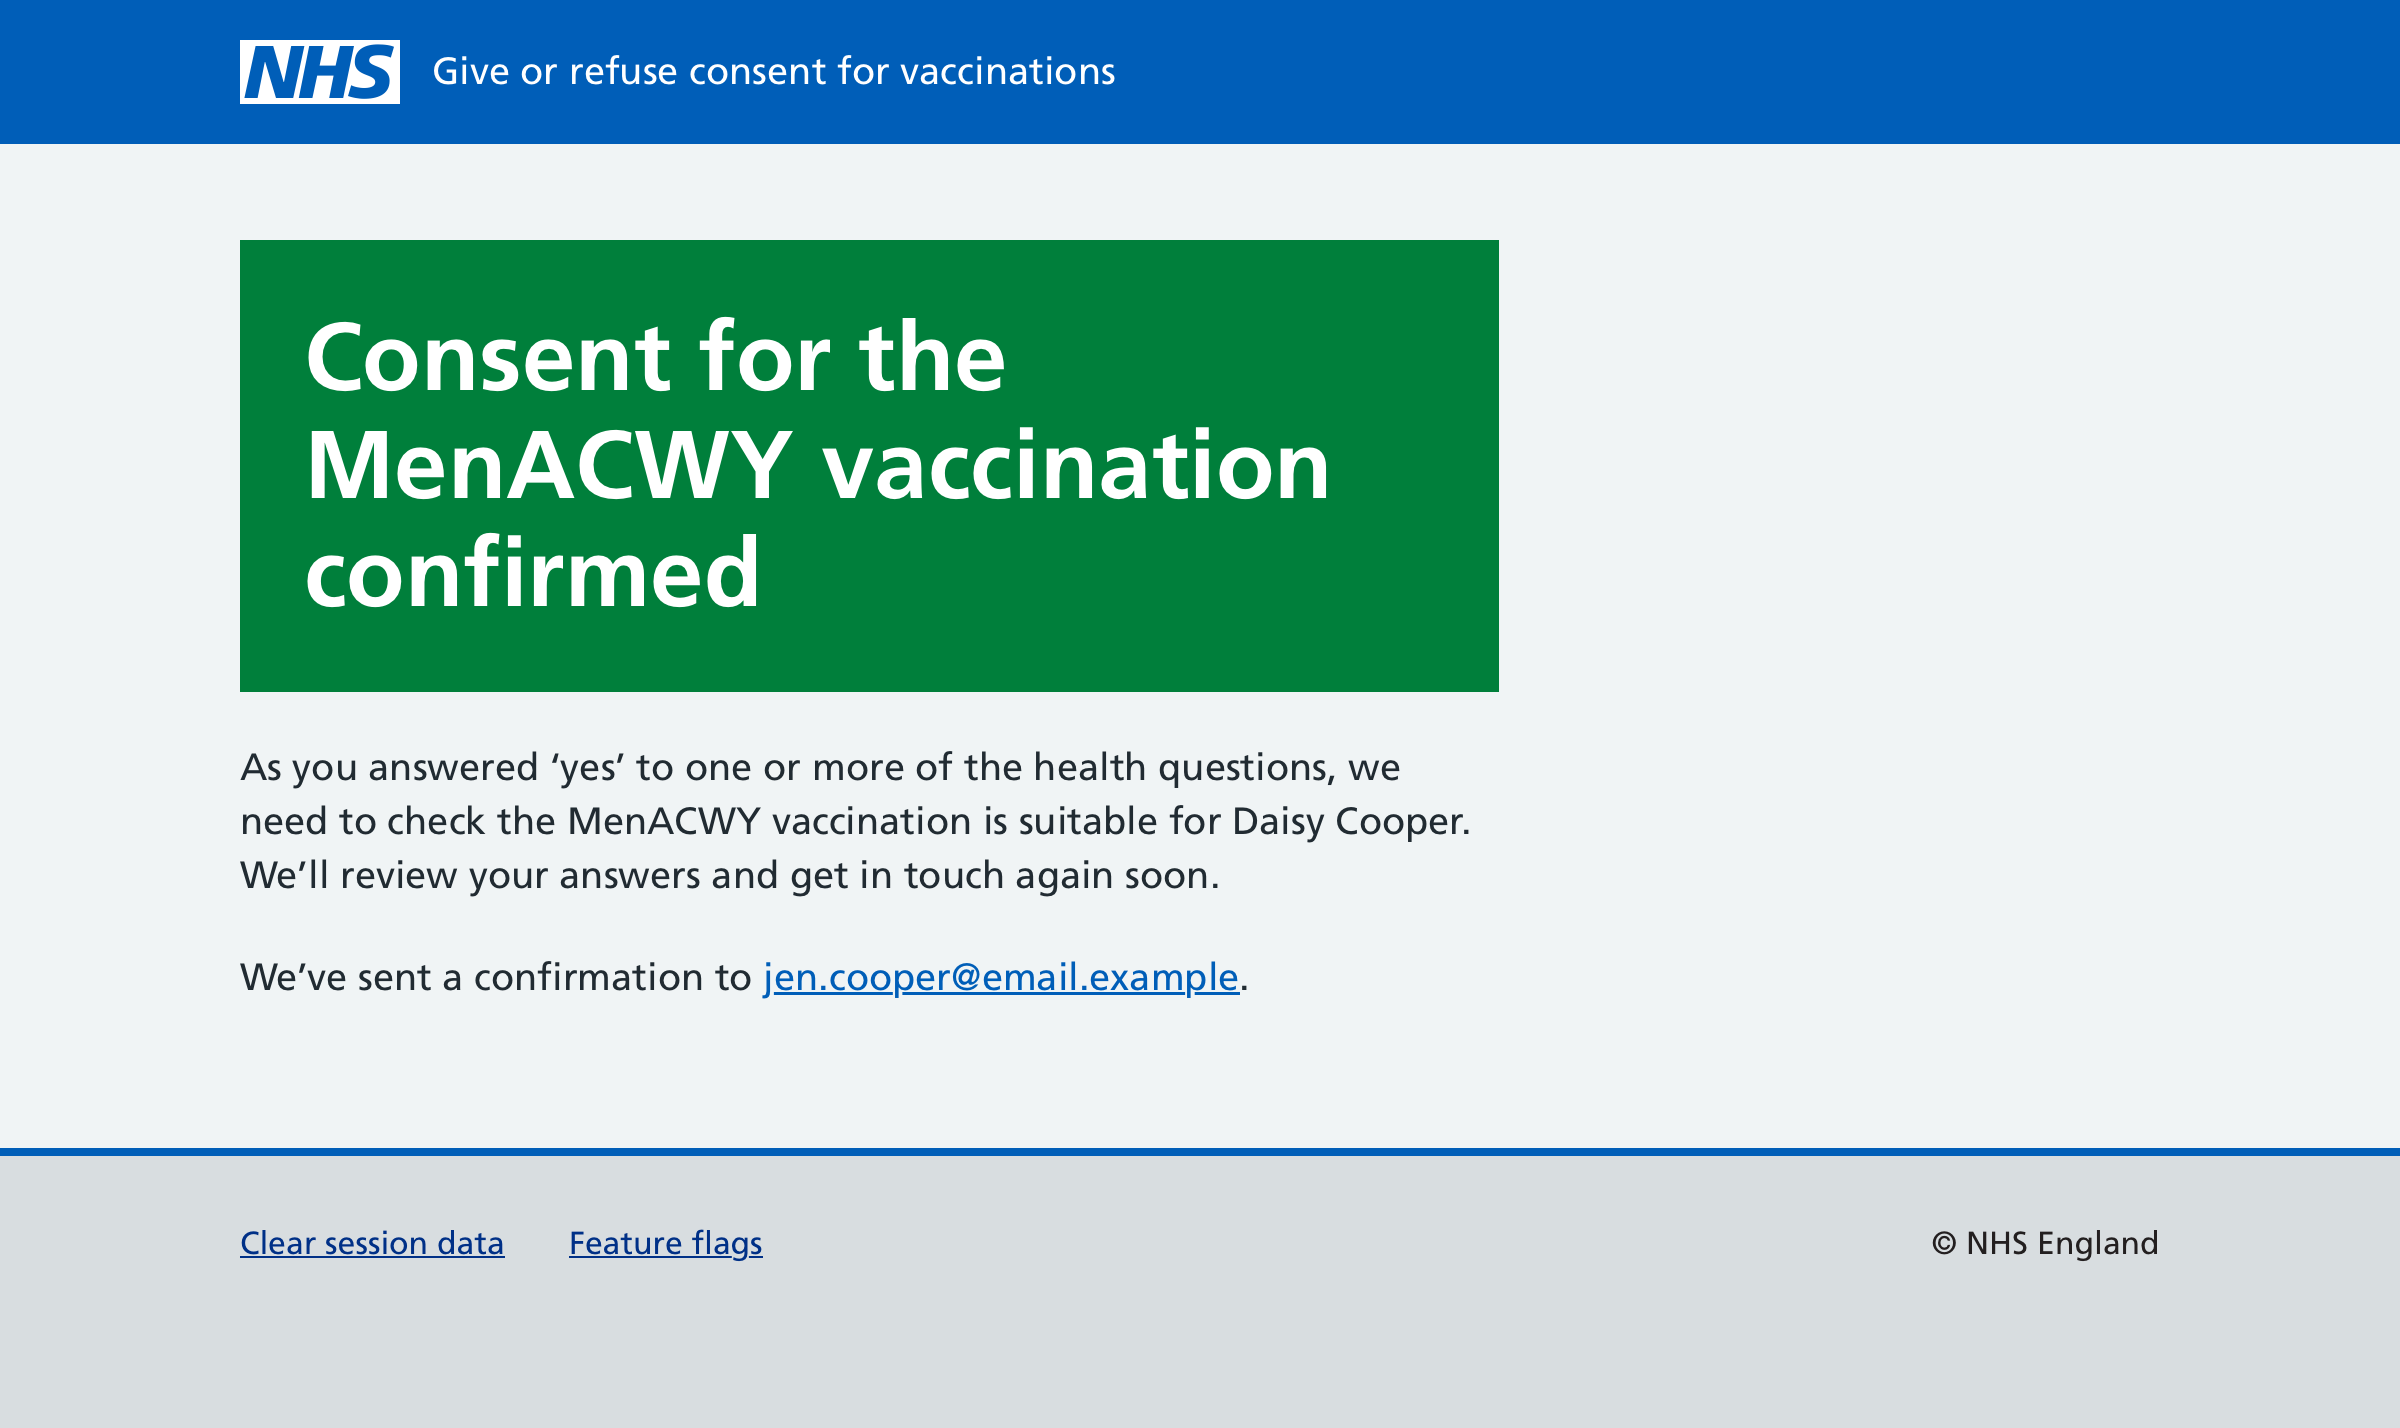 NHS Give or refuse consent for vaccinations
Consent for the
MenACWY vaccination
confirmed
As you answered ‘yes’ to one or more of the health questions, we
need to check the MenACWY vaccination is suitable for Daisy Cooper.
We’ll review your answers and get in touch again soon.
We’ve sent a confirmation to jen.cooper@email.example.
Clear session data Feature flags © NHS England